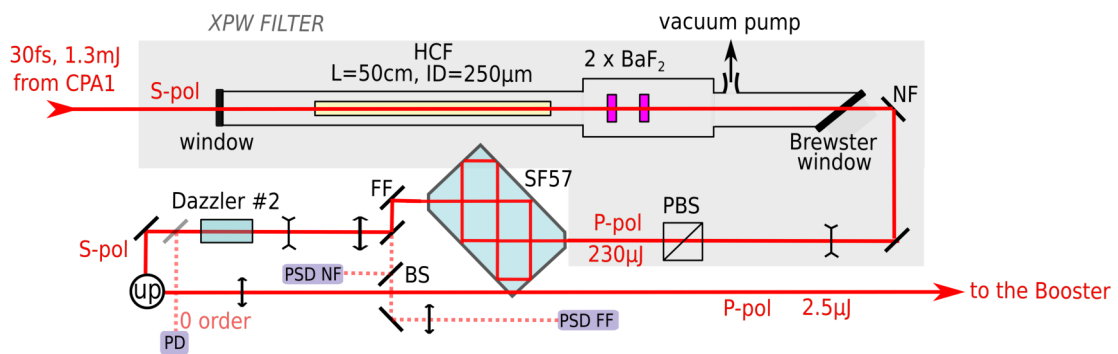 XPW FILTER
vacuum pump
30fs, 1.3mJ
from CPA1
S-pol
HCF
L=50cm, ID=250μm
2 x BaF₂
NF
window
Brewster
window
SF57
FF
Dazzler #2
PBS
P-pol
230μJ
S-pol
PSD NF
BS
up
0 order
PD
PSD FF
P-pol 2.5μJ
to the Booster